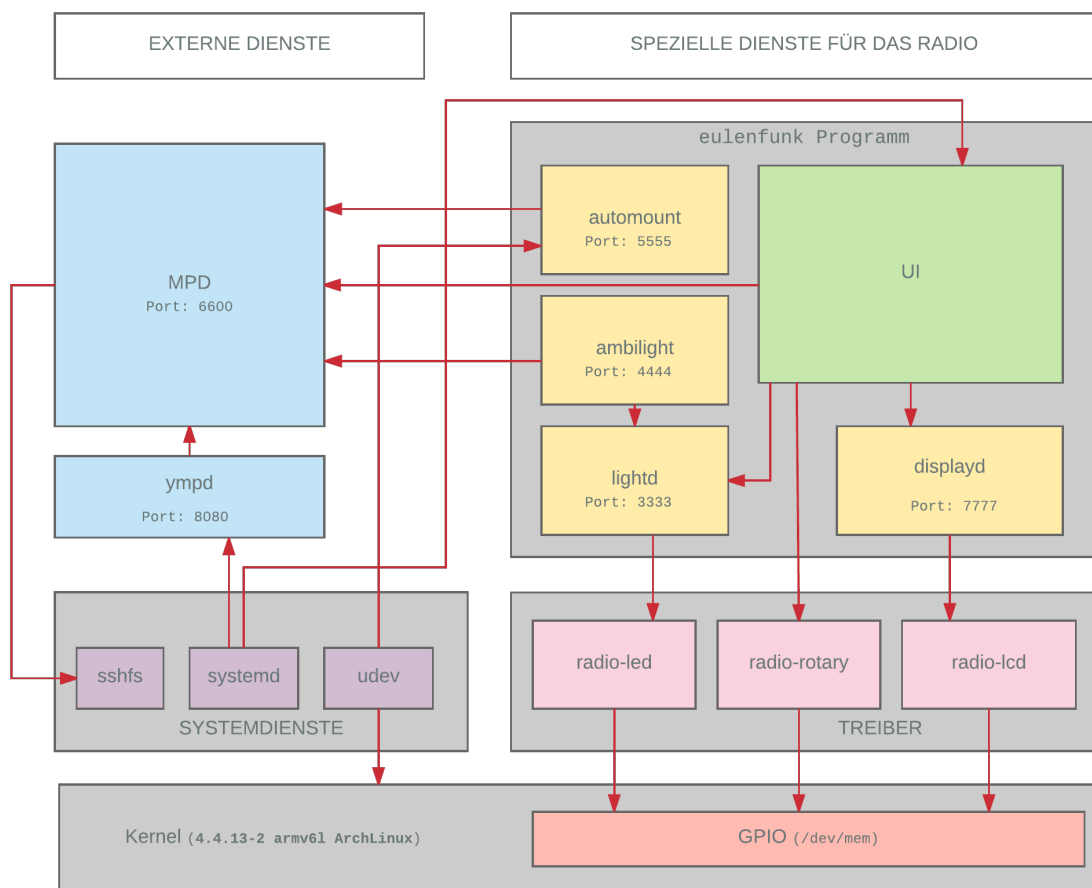 EXTERNE DIENSTE
SPEZIELLE DIENSTE FÜR DAS RADIO
eulenfunk Programm
MPD
Port: 6600
automount
Port: 5555
UI
ambilight
Port: 4444
ympd
Port: 8080
lightd
Port: 3333
displayd
Port: 7777
sshfs
systemd
udev
SYSTEMDIENSTE
radio-led
radio-rotary
radio-lcd
TREIBER
Kernel (4.4.13-2 armv6l ArchLinux)
GPIO (/dev/mem)